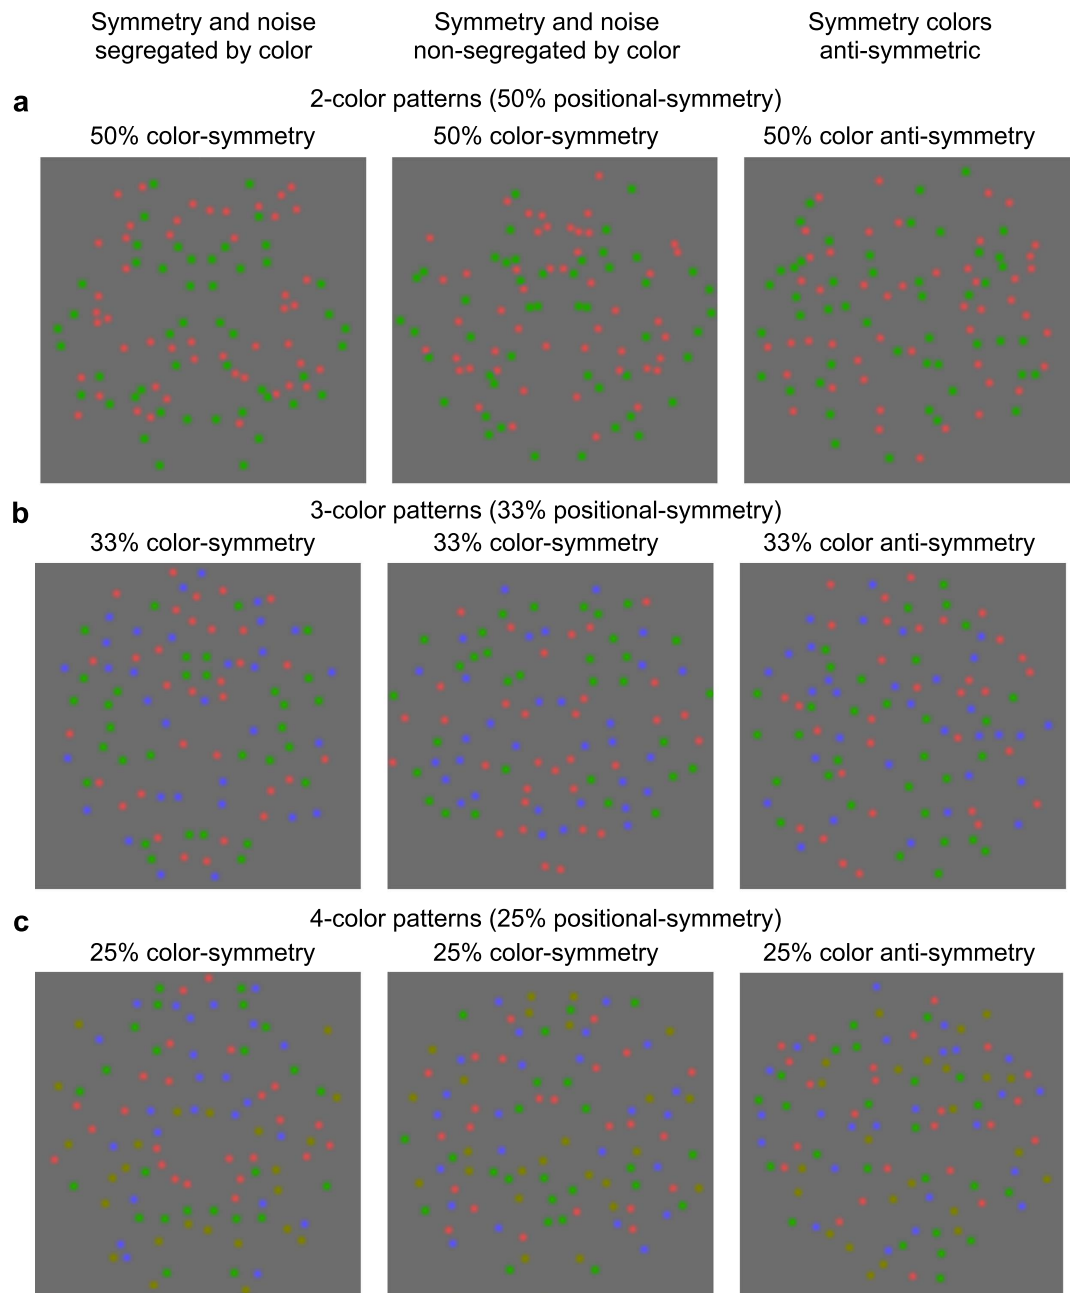 Symmetry and noise
segregated by color
Symmetry and noise
non-segregated by color
Symmetry colors
anti-symmetric
a
2-color patterns (50% positional-symmetry)
50% color-symmetry
50% color-symmetry
50% color anti-symmetry
b
3-color patterns (33% positional-symmetry)
33% color-symmetry
33% color-symmetry
33% color anti-symmetry
c
4-color patterns (25% positional-symmetry)
25% color-symmetry
25% color-symmetry
25% color anti-symmetry